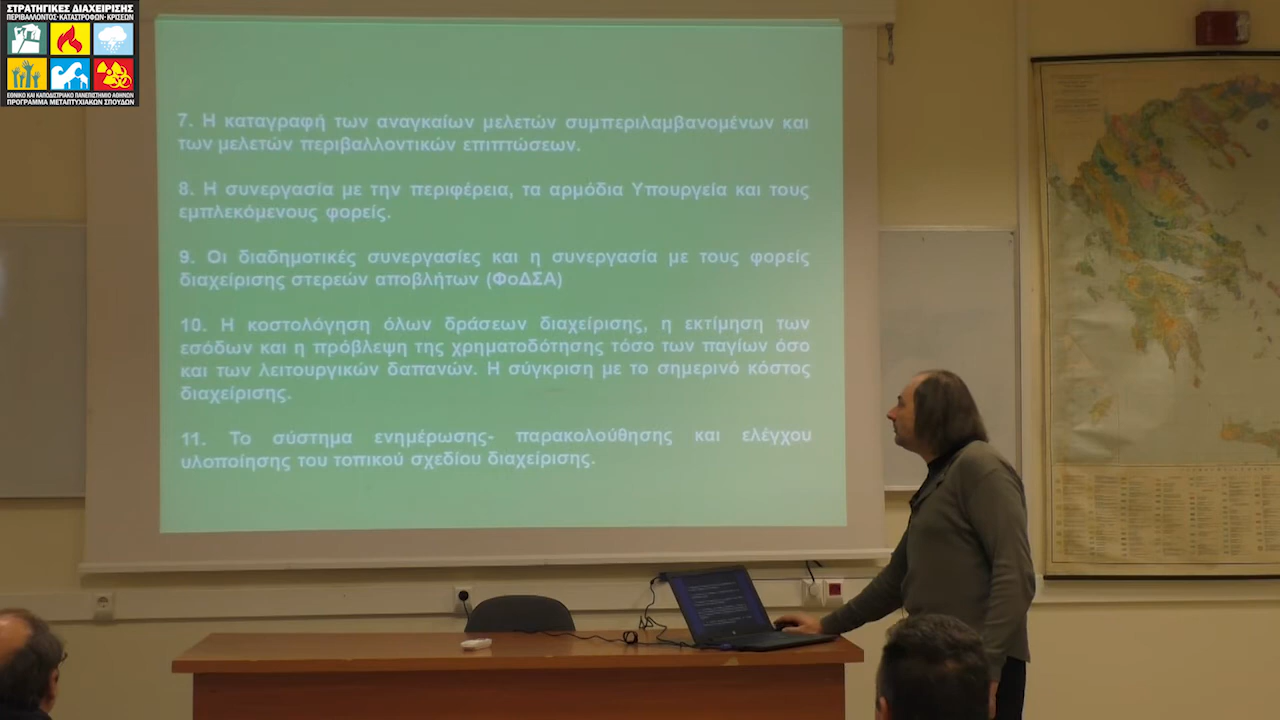 ΣΤΡΑΤΗΓΙΚΕΣ ΔΙΑΧΕΙΡΙΣΗΣ
ΠΕΡΙΒΑΛΛΟΝΤΟΣ·ΚΑΤΑΣΤΡΟΦΩΝ·ΚΡΙΣΕΩΝ
ΕΘΝΙΚΟ ΚΑΙ ΚΑΠΟΔΙΣΤΡΙΑΚΟ ΠΑΝΕΠΙΣΤΗΜΙΟ ΑΘΗΝΩΝ
ΠΡΟΓΡΑΜΜΑ ΜΕΤΑΠΤΥΧΙΑΚΩΝ ΣΠΟΥΔΩΝ
7. Η καταγραφή των αναγκαίων μελετών συμπεριλαμβανομένων και
των μελετών περιβαλλοντικών επιπτώσεων.
8. Η συνεργασία με την περιφέρεια, τα αρμόδια Υπουργεία και τους
εμπλεκόμενους φορείς.
9. Οι διαδημοτικές συνεργασίες και η συνεργασία με τους φορείς
διαχείρισης στερεών αποβλήτων (ΦοΔΣΑ)
10. Η κοστολόγηση όλων δράσεων διαχείρισης, η εκτίμηση των
εσόδων και η πρόβλεψη της χρηματοδότησης τόσο των παγίων όσο
και των λειτουργικών δαπανών. Η σύγκριση με το σημερινό κόστος
διαχείρισης.
11. Το σύστημα ενημέρωσης- παρακολούθησης και ελέγχου
υλοποίησης του τοπικού σχεδίου διαχείρισης.